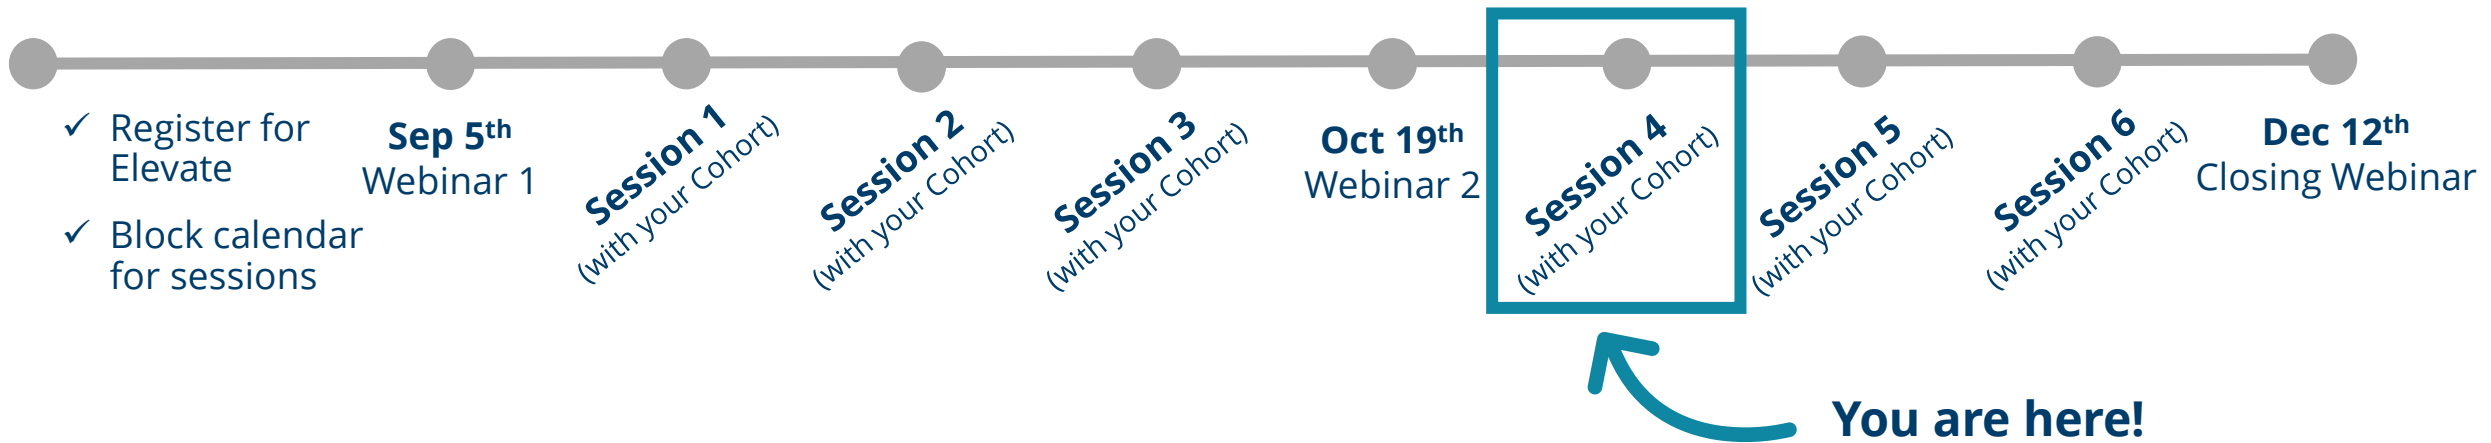 ✓ Register for
Elevate
✓ Block calendar
for sessions
Sep 5th
Webinar 1
Session 1
(with your Cohort)
Session 2
(with your Cohort)
Session 3
(with your Cohort)
Oct 19th
Webinar 2
Session 4
(with your Cohort)
Session 5
(with your Cohort)
Session 6
(with your Cohort)
Dec 12th
Closing Webinar
You are here!